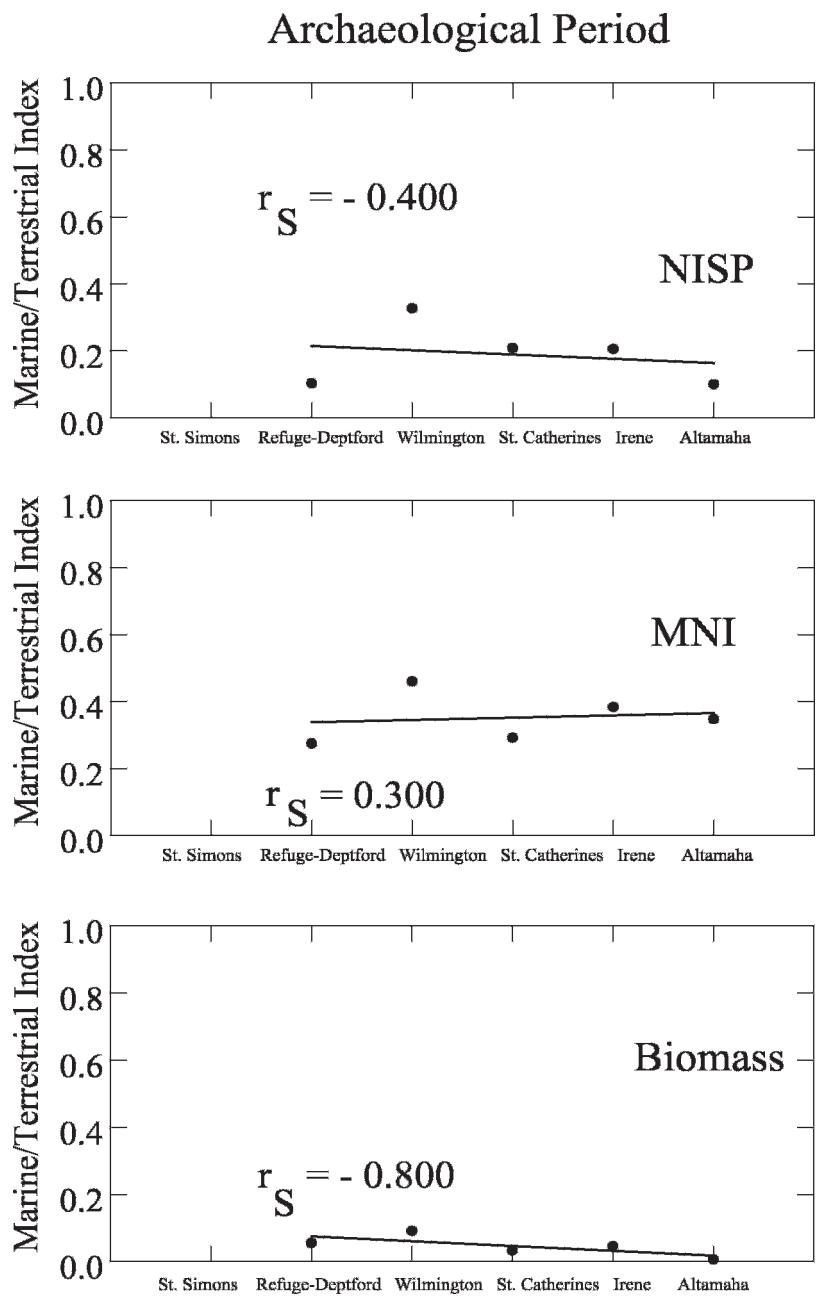 Archaeological Period
Marine/Terrestrial Index
1.0
0.8
0.6
0.4
0.2
0.0
rS = - 0.400
NISP
St. Simons Refuge-Deptford Wilmington St. Catherines Irene Altamaha
Marine/Terrestrial Index
1.0
0.8
0.6
0.4
0.2
0.0
MNI
rS = 0.300
St. Simons Refuge-Deptford Wilmington St. Catherines Irene Altamaha
Marine/Terrestrial Index
1.0
0.8
0.6
0.4
0.2
0.0
Biomass
rS = - 0.800
St. Simons Refuge-Deptford Wilmington St. Catherines Irene Altamaha